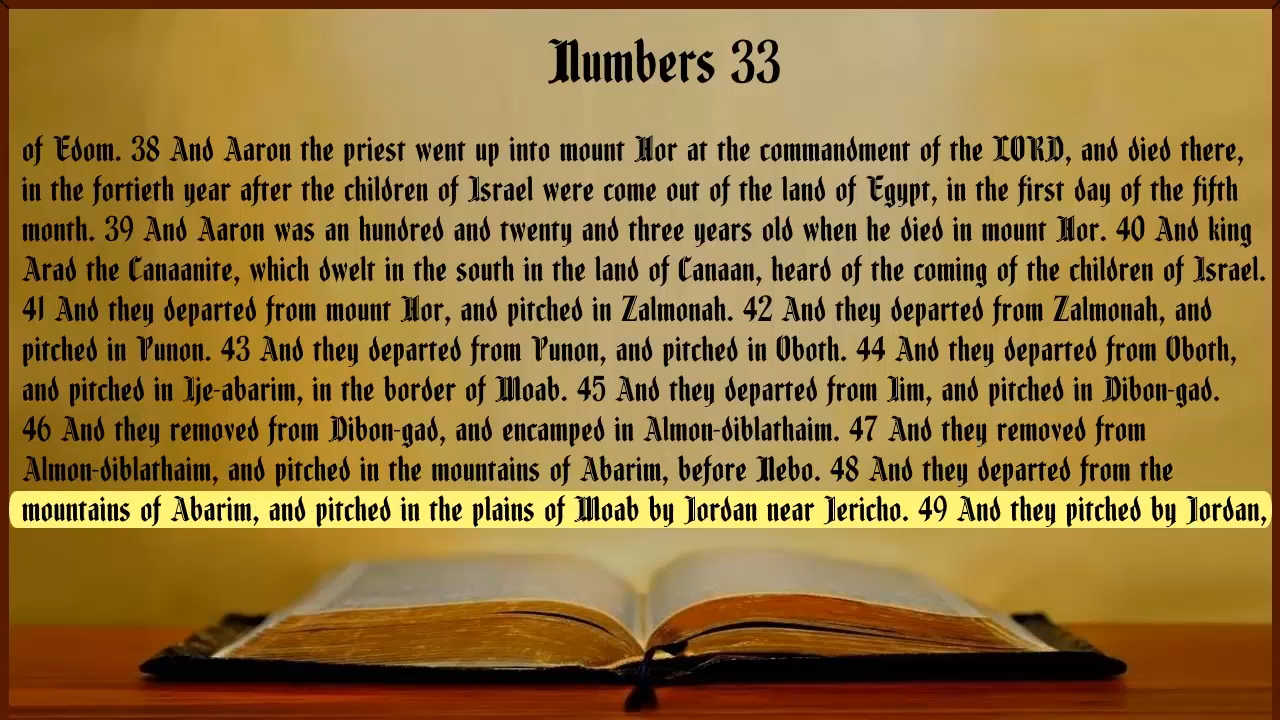 Numbers 33
of Edom. 38 And Aaron the priest went up into mount Hor at the commandment of the LORD, and died there,
in the fortieth year after the children of Israel were come out of the land of Egypt, in the first day of the fifth
month. 39 And Aaron was an hundred and twenty and three years old when he died in mount Hor. 40 And king
Arad the Canaanite, which dwelt in the south in the land of Canaan, heard of the coming of the children of Israel.
41 And they departed from mount Hor, and pitched in Zalmonah. 42 And they departed from Zalmonah, and
pitched in Punon. 43 And they departed from Punon, and pitched in Oboth. 44 And they departed from Oboth,
and pitched in Ije-abarim, in the border of Moab. 45 And they departed from Iim, and pitched in Dibon-gad.
46 And they removed from Dibon-gad, and encamped in Almon-diblathaim. 47 And they removed from
Almon-diblathaim, and pitched in the mountains of Abarim, before Nebo. 48 And they departed from the
mountains of Abarim, and pitched in the plains of Moab by Jordan near Jericho. 49 And they pitched by Jordan,